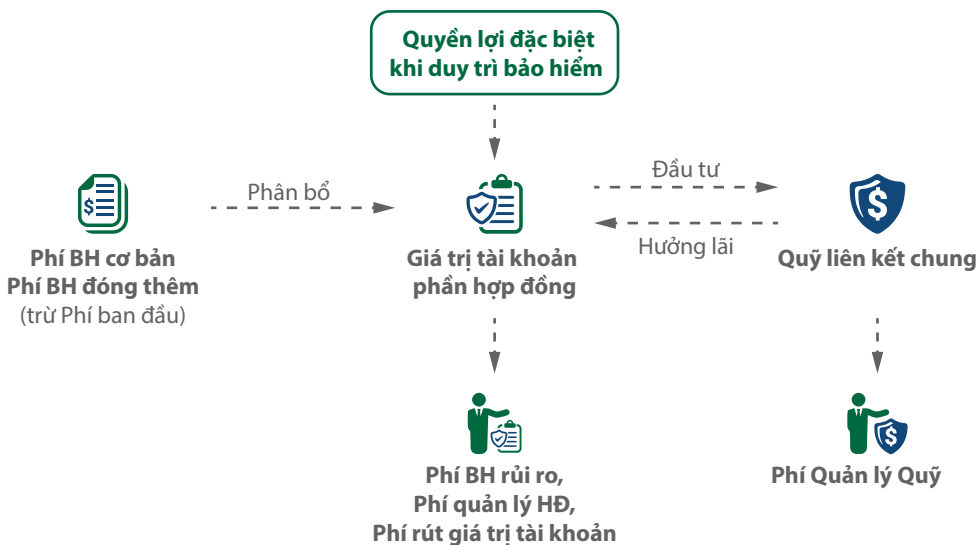 Quyền lợi đặc biệt
khi duy trì bảo hiểm
Phân bổ
Đầu tư
Hưởng lãi
Phí BH cơ bản
Phí BH đóng thêm
(trừ Phí ban đầu)
Giá trị tài khoản
phần hợp đồng
Quỹ liên kết chung
Phí BH rủi ro,
Phí quản lý HĐ,
Phí rút giá trị tài khoản
Phí Quản lý Quỹ